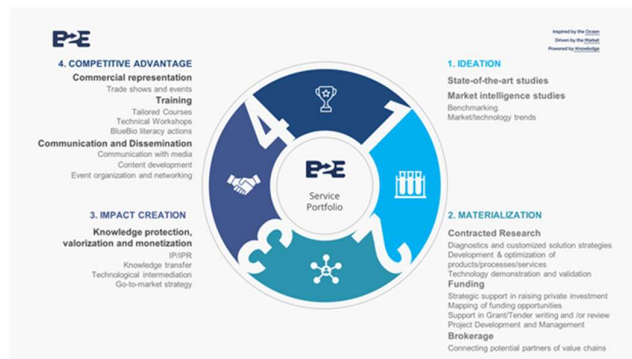 B2E
Inspired by the Ocean
Driven by the Market
Powered by Knowledge
4. COMPETITIVE ADVANTAGE
Commercial representation
Trade shows and events
Training
Tailored Courses
Technical Workshops
BlueBio literacy actions
Communication and Dissemination
Communication with media
Content development
Event organization and networking
1. IDEATION
State-of-the-art studies
Market intelligence studies
Benchmarking
Market/technology trends
4
1
B2E
Service
Portfolio
3
2
3. IMPACT CREATION
Knowledge protection,
valorization and monetization
IP/IPR
Knowledge transfer
Technological intermediation
Go-to-market strategy
2. MATERIALIZATION
Contracted Research
Diagnostics and customized solution strategies
Development & optimization of
products/processes/services
Technology demonstration and validation
Funding
Strategic support in raising private investment
Mapping of funding opportunities
Support in Grant/Tender writing and /or review
Project Development and Management
Brokerage
Connecting potential partners of value chains